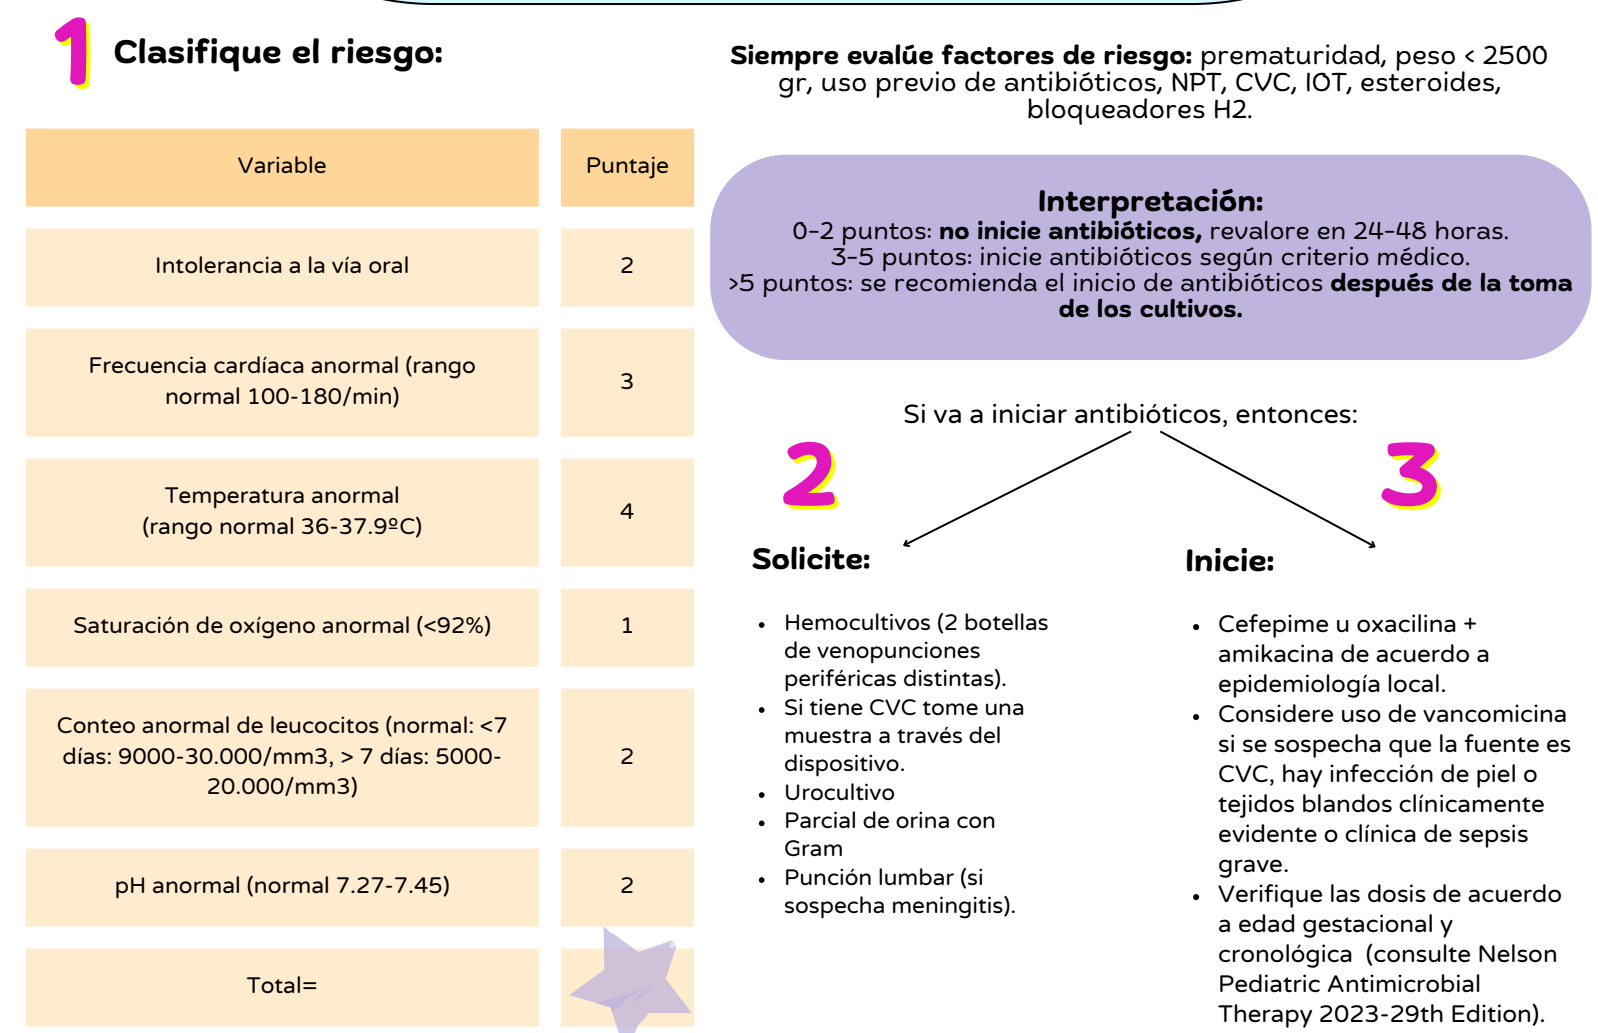 1
Clasifique el riesgo:
Variable
Puntaje
Intolerancia a la vía oral
2
Frecuencia cardíaca anormal (rango
normal 100-180/min)
3
Temperatura anormal
(rango normal 36-37.9ºC)
4
Saturación de oxígeno anormal (<92%)
1
Conteo anormal de leucocitos (normal: <7
días: 9000-30.000/mm3, > 7 días: 5000-
20.000/mm3)
2
pH anormal (normal 7.27-7.45)
2
Total=
Siempre evalúe factores de riesgo: prematuridad, peso < 2500
gr, uso previo de antibióticos, NPT, CVC, IOT, esteroides,
bloqueadores H2.
Interpretación:
0-2 puntos: no inicie antibióticos, revalore en 24-48 horas.
3-5 puntos: inicie antibióticos según criterio médico.
>5 puntos: se recomienda el inicio de antibióticos después de la toma
de los cultivos.
Si va a iniciar antibióticos, entonces:
2
Solicite:
• Hemocultivos (2 botellas
de venopunciones
periféricas distintas).
• Si tiene CVC tome una
muestra a través del
dispositivo.
• Urocultivo
• Parcial de orina con
Gram
• Punción lumbar (si
sospecha meningitis).
3
Inicie:
• Cefepime u oxacilina +
amikacina de acuerdo a
epidemiología local.
• Considere uso de vancomicina
si se sospecha que la fuente es
CVC, hay infección de piel o
tejidos blandos clínicamente
evidente o clínica de sepsis
grave.
• Verifique las dosis de acuerdo
a edad gestacional y
cronológica (consulte Nelson
Pediatric Antimicrobial
Therapy 2023-29th Edition).